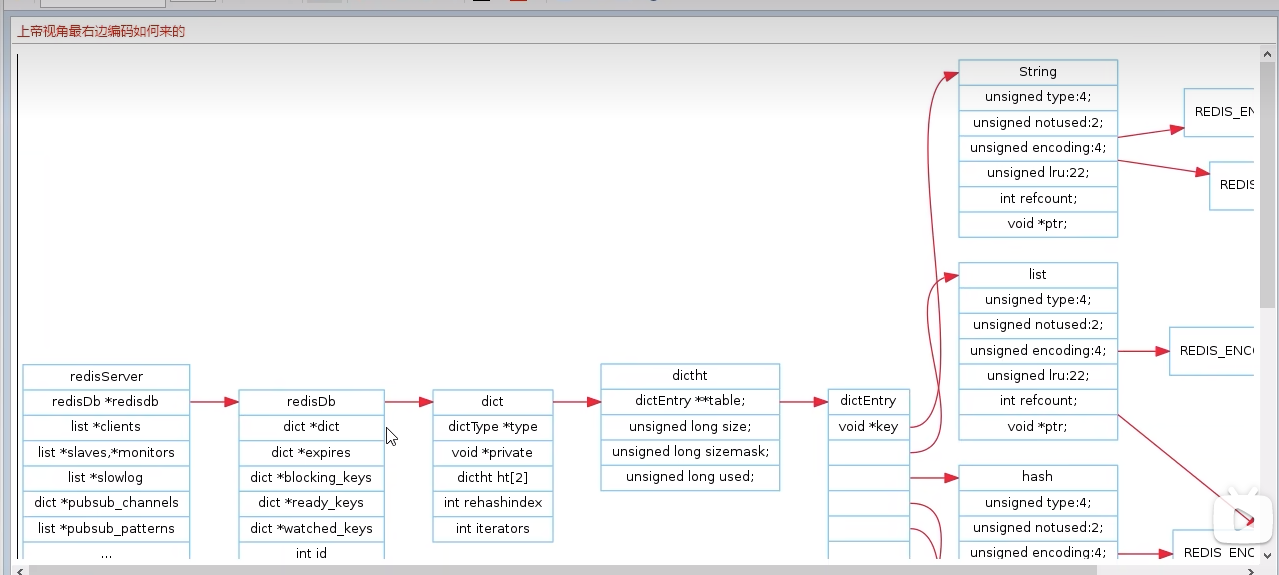 上帝视角最右边编码如何来的
redisServer
redisDb *redisdb
list *clients
list *slaves,*monitors
list *slowlog
dict *pubsub_channels
list *pubsub_patterns
...
redisDb
dict *dict
dict *expires
dict *blocking_keys
dict *ready_keys
dict *watched_keys
int id
dict
dictType *type
void *private
dictht ht[2]
int rehashindex
int iterators
dictht
dictEntry **table;
unsigned long size;
unsigned long sizemask;
unsigned long used;
dictEntry
void *key
String
unsigned type:4;
unsigned notused:2;
unsigned encoding:4;
unsigned lru:22;
int refcount;
void *ptr;
list
unsigned type:4;
unsigned notused:2;
unsigned encoding:4;
unsigned lru:22;
int refcount;
void *ptr;
hash
unsigned type:4;
unsigned notused:2;
unsigned encoding:4;
REDIS_EN
REDIS
REDIS_ENC
REDIS_ENC